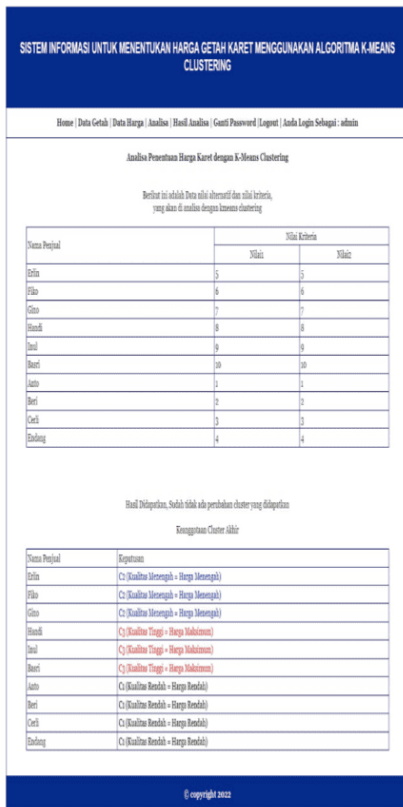 SISTEM INFORMASI UNTUK MENENTUKAN HARGA GETAH KARET MENGGUNAKAN ALGORITMA K-MEANS
CLUSTERING
Home | Data Getah | Data Harga | Analisa | Hasil Analisa | Ganti Password |Logout | Anda Login Sebagai : admin
Analisa Penentuan Harga Karet dengan K-Means Clustering
Berikut ini adalah Data nilai alternatif dan nilai kriteria,
yang akan di analisa dengan kmeans clustering
Nama Penjual Nilai Kriteria
Nilai1 Nilai2
Erlin 5 5
Fiko 6 6
Gino 7 7
Handi 8 8
Inul 9 9
Basri 10 10
Anto 1 1
Beri 2 2
Cerli 3 3
Endang 4 4
Hasil Didapatkan, Sudah tidak ada perubahan cluster yang didapatkan
Keanggotaan Cluster Akhir
Nama Penjual Keputusan
Erlin C2 (Kualitas Menengah = Harga Menengah)
Fiko C2 (Kualitas Menengah = Harga Menengah)
Gino C2 (Kualitas Menengah = Harga Menengah)
Handi C3 (Kualitas Tinggi = Harga Maksimum)
Inul C3 (Kualitas Tinggi = Harga Maksimum)
Basri C3 (Kualitas Tinggi = Harga Maksimum)
Anto C1 (Kualitas Rendah = Harga Rendah)
Beri C1 (Kualitas Rendah = Harga Rendah)
Cerli C1 (Kualitas Rendah = Harga Rendah)
Endang C1 (Kualitas Rendah = Harga Rendah)
© copyright 2022